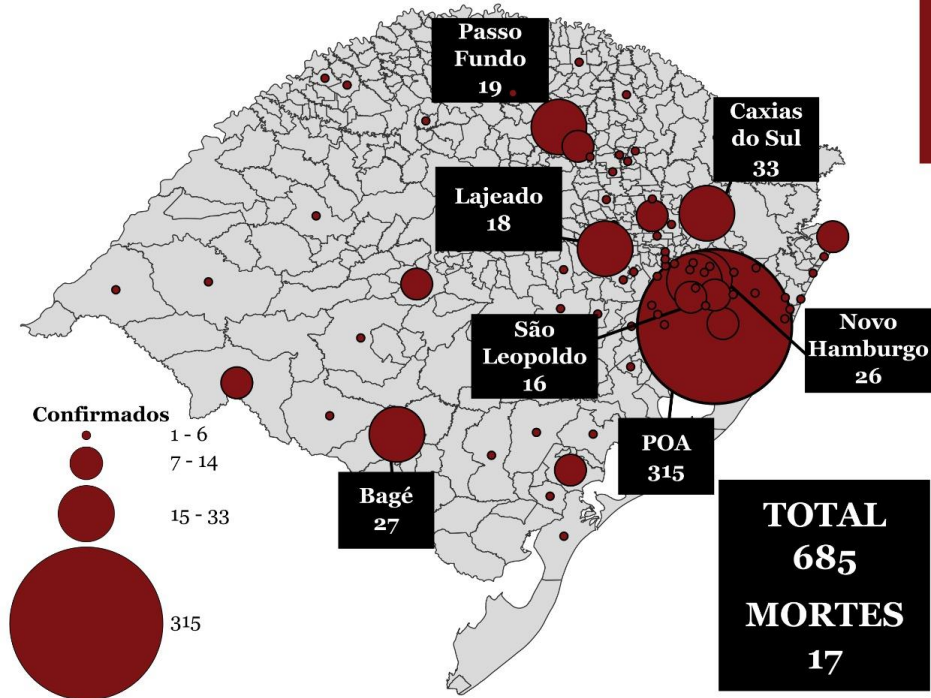 Passo
Fundo
19
Caxias
do Sul
33
Lajeado
18
São
Leopoldo
16
Novo
Hamburgo
26
POA
315
Bagé
27
Confirmados
1 - 6
7 - 14
15 - 33
315
TOTAL
685
MORTES
17